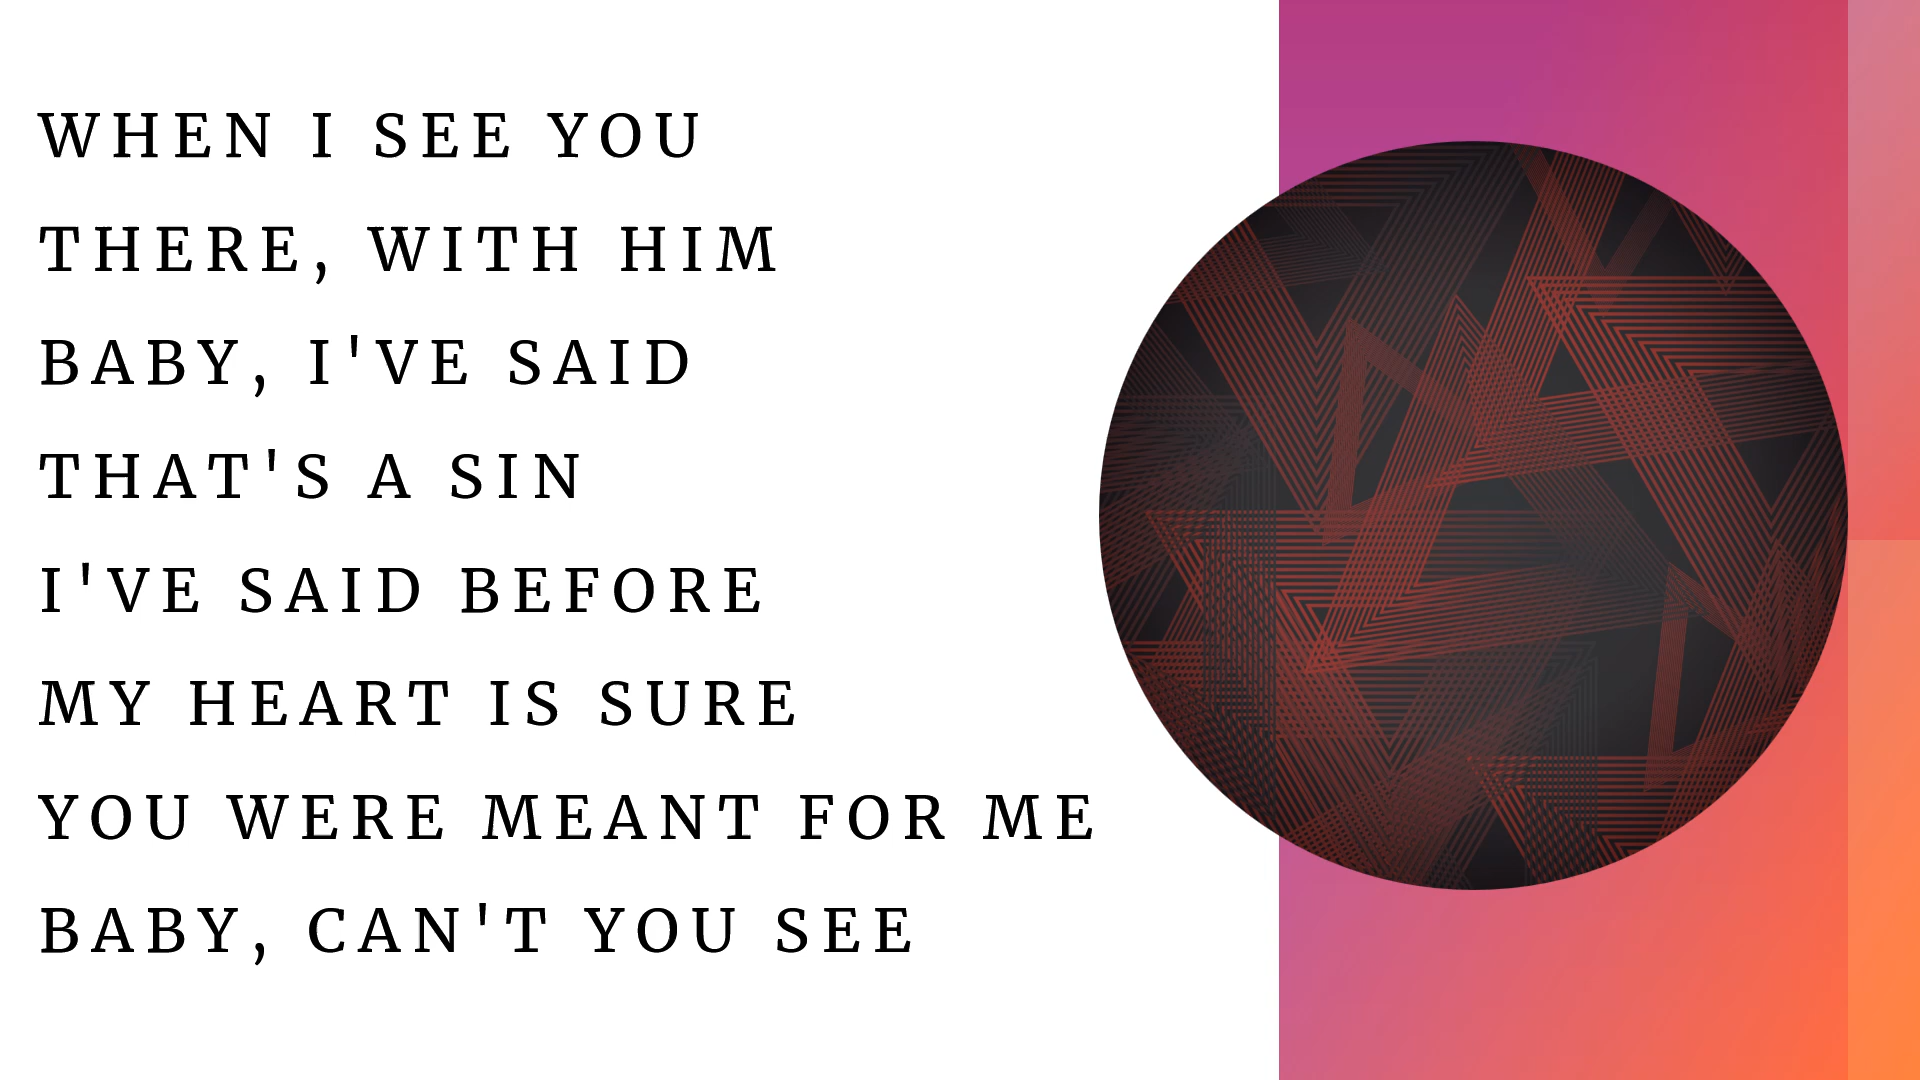 WHEN I SEE YOU
THERE, WITH HIM
BABY, I'VE SAID
THAT'S A SIN
I'VE SAID BEFORE
MY HEART IS SURE
YOU WERE MEANT FOR ME
BABY, CAN'T YOU SEE